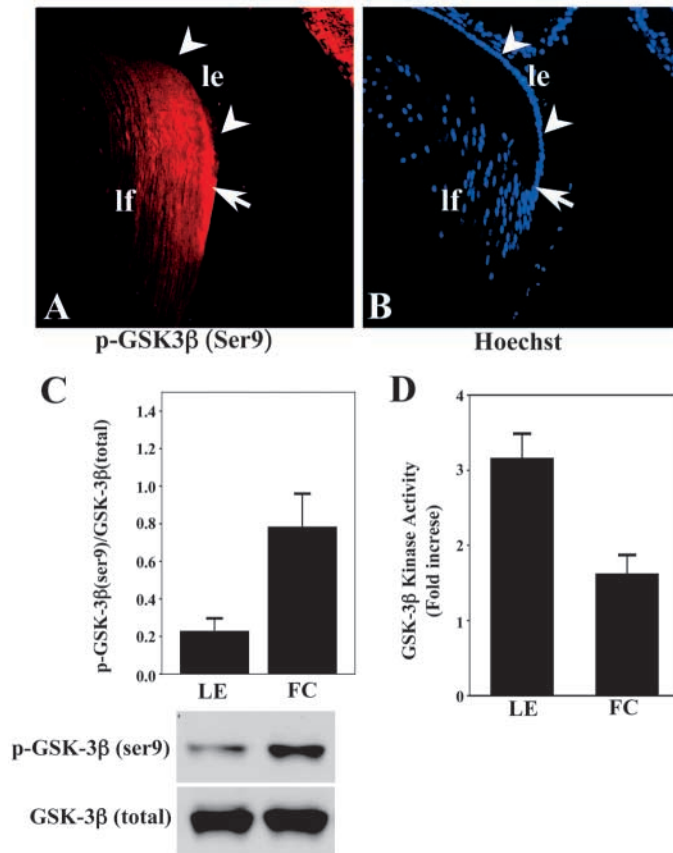 le
lf
A
le
lf
B
p-GSK3β (Ser9)
Hoechst
C
p-GSK-3β(ser9)/GSK-3β(total)
1.4
1.2
1.0
0.8
0.6
0.4
0.2
0.0
LE FC
p-GSK-3β (ser9)
GSK-3β (total)
D
GSK-3β Kinase Activity
(Fold increse)
4
3
2
1
0
LE FC